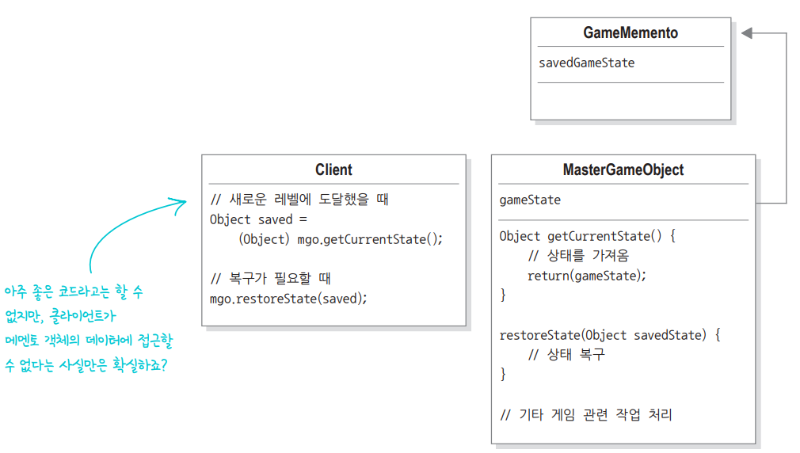 GameMemento
savedGameState
Client
// 새로운 레벨에 도달했을 때
Object saved =
(Object) mgo.getCurrentState();
// 복구가 필요할 때
mgo.restoreState(saved);
MasterGameObject
gameState
Object getCurrentState() {
// 상태를 가져옴
return(gameState);
}
restoreState(Object savedState) {
// 상태 복구
}
// 기타 게임 관련 작업 처리
아주 좋은 코드라고는 할 수
없지만, 클라이언트가
메멘토 객체의 데이터에 접근할
수 없다는 사실만은 확실하죠?